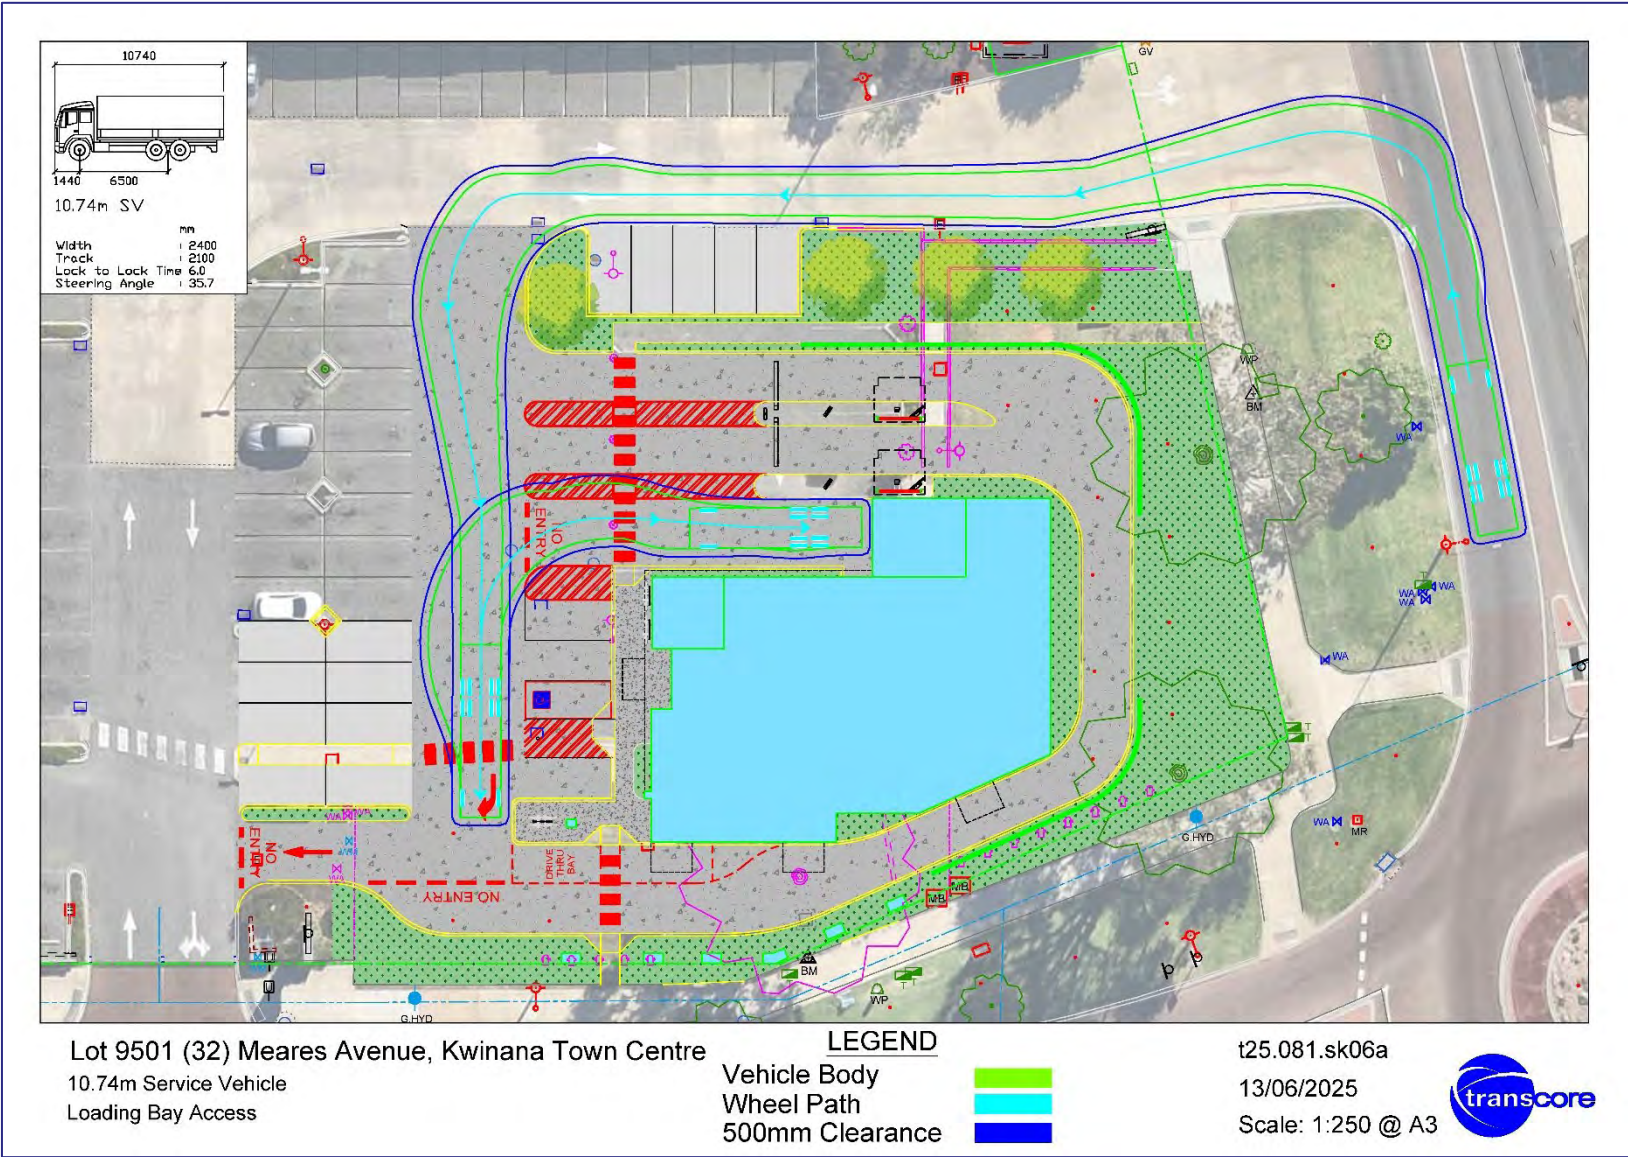 10740
1440
6500
10.74m SV
mm
Width : 2400
Track : 2100
Lock to Lock Time : 6.0
Steering Angle : 35.7
GV
WP
BM
WA
WA
WA
WA
WA
T
NO
ENTRY
T
T
G.HYD
WA
MR
NO
ENTRY
DRIVE
THRU
BAY
NO ENTRY
MB
MB
BM
T T
WP
G.HYD
Lot 9501 (32) Meares Avenue, Kwinana Town Centre
10.74m Service Vehicle
Loading Bay Access
LEGEND
Vehicle Body
Wheel Path
500mm Clearance
t25.081.sk06a
13/06/2025
Scale: 1:250 @ A3
transcore